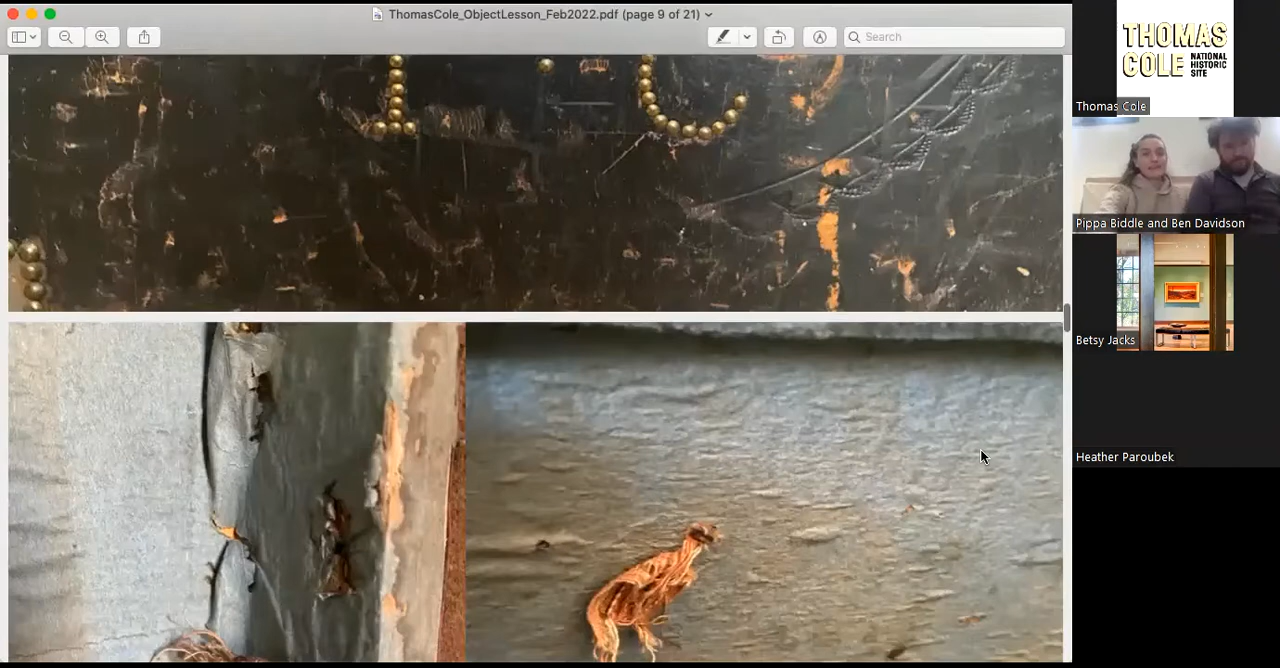 ThomasCole_ObjectLesson_Feb2022.pdf (page 9 of 21)
Search
THOMAS
COLE NATIONAL
HISTORIC
SITE
Thomas Cole
Pippa Biddle and Ben Davidson
Betsy Jacks
Heather Paroubek